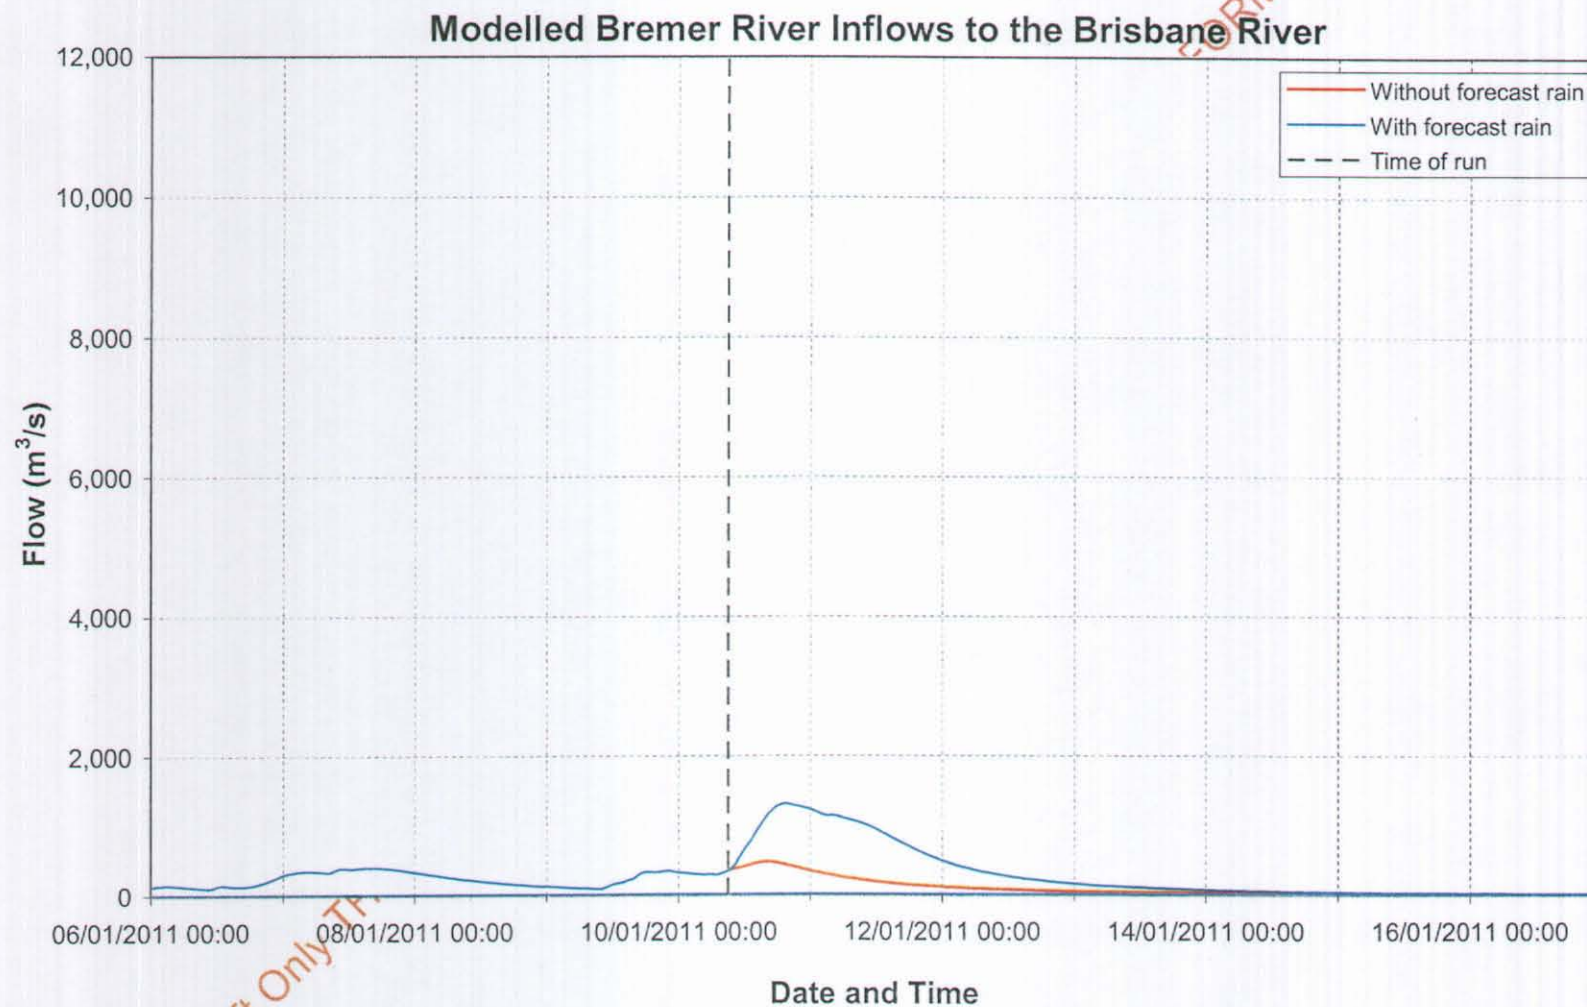 Modelled Bremer River Inflows to the Brisbane River
12,000
10,000
8,000
6,000
4,000
2,000
0
Flow (m³/s)
Without forecast rain
With forecast rain
Time of run
06/01/2011 00:00
08/01/2011 00:00
10/01/2011 00:00
12/01/2011 00:00
14/01/2011 00:00
16/01/2011 00:00
Date and Time
Only